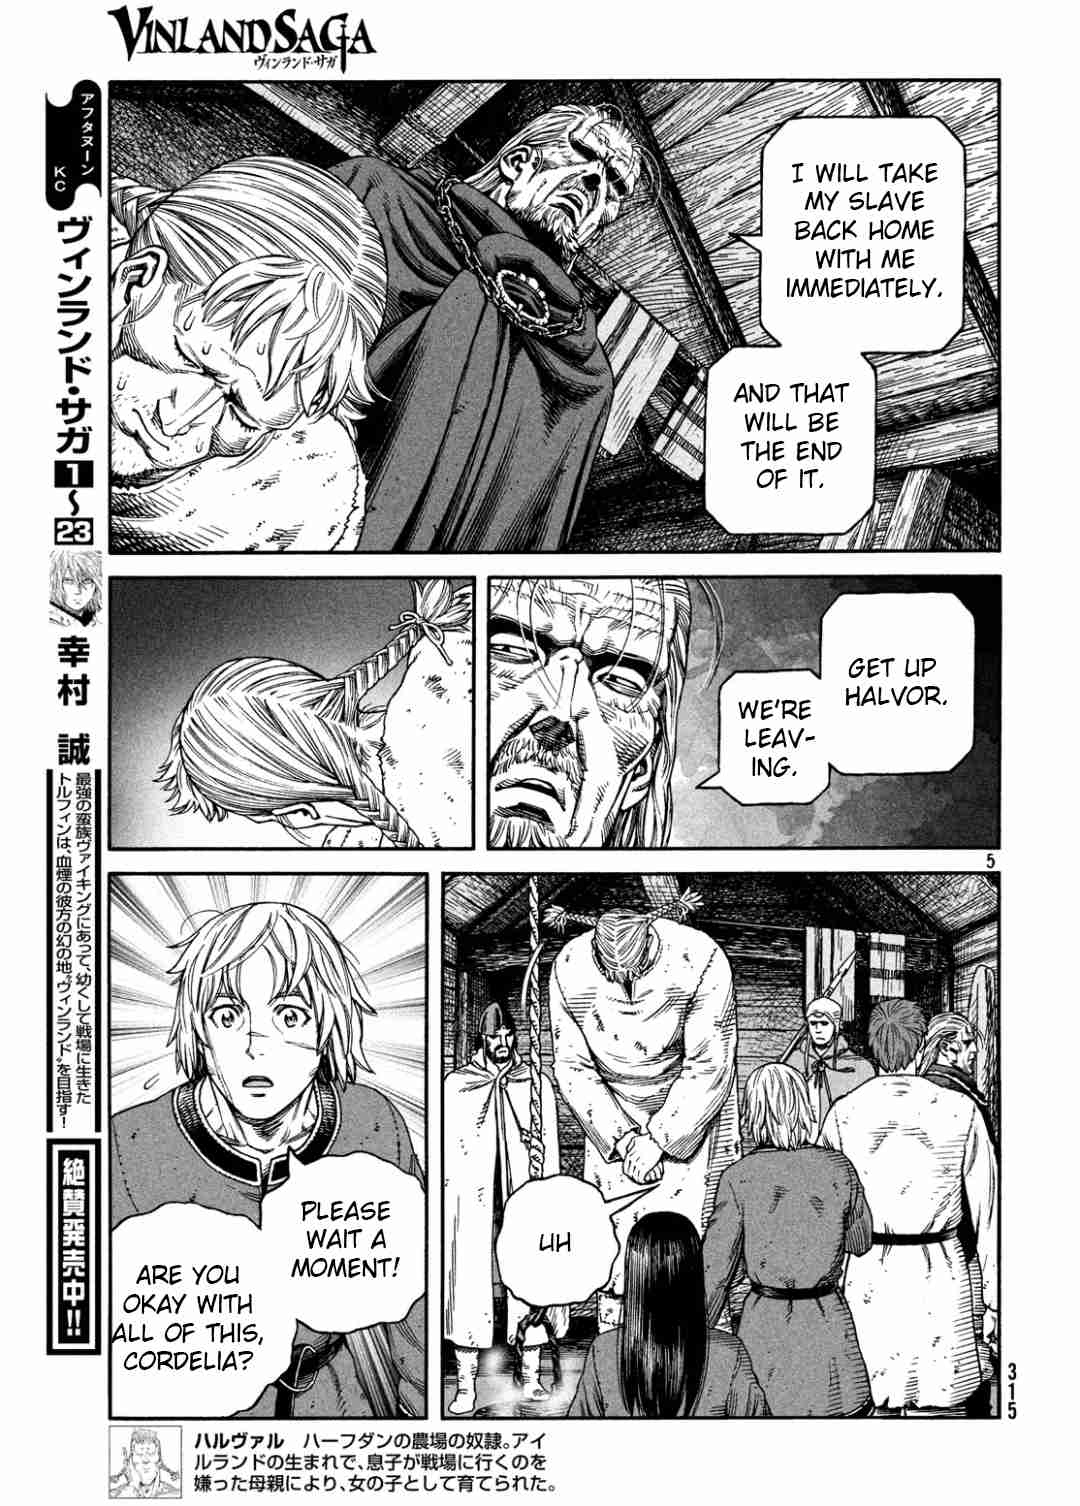 VINLAND SAGA
ヴィンランド・サガ
アフタヌーン
KC
ヴィンランド・サガ
1〜23
幸村 誠
最強の蛮族ヴァイキングにあって、幼くして戦場に生きた
トルフィンは、血煙の彼方の幻の地"ヴィンランド"を目指す！
絶賛発売中!!
I WILL TAKE
MY SLAVE
BACK HOME
WITH ME
IMMEDIATELY.
AND THAT
WILL BE
THE END
OF IT.
GET UP
HALVOR.
WE'RE
LEAV-
ING.
5
PLEASE
WAIT A
MOMENT!
ARE YOU
OKAY WITH
ALL OF THIS,
CORDELIA?
UH
315
ハルヴァル ハーフダンの農場の奴隷。アイ
ルランドの生まれで、息子が戦場に行くのを
嫌った母親により、女の子として育てられた。